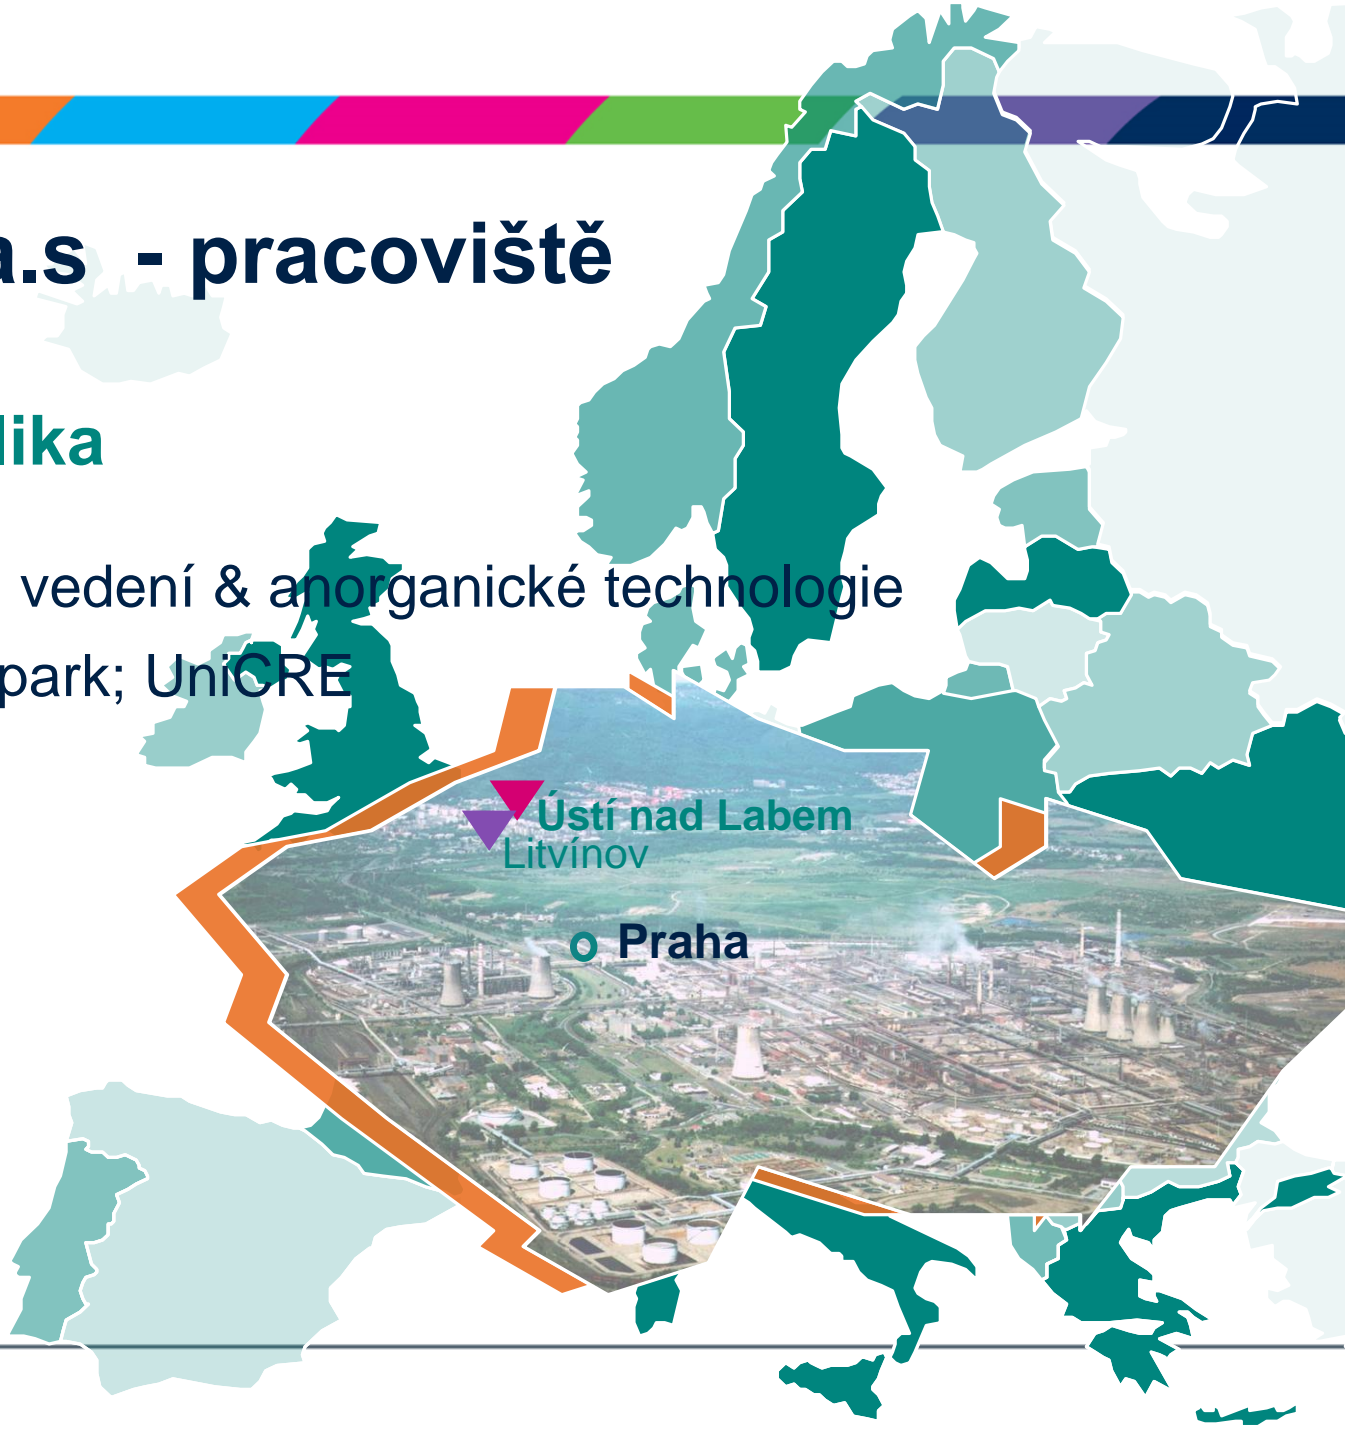 a.s - pracoviště
lika
vedení & anorganické technologie
park; UniCRE
Ústí nad Labem
Litvínov
Praha